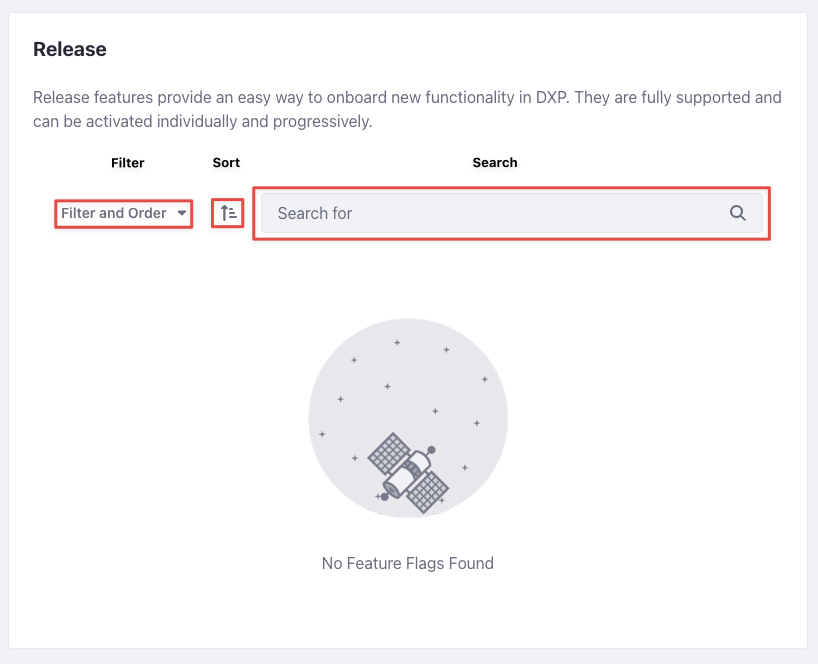 Release
Release features provide an easy way to onboard new functionality in DXP. They are fully supported and
can be activated individually and progressively.
Filter Sort Search
Filter and Order Search for
No Feature Flags Found